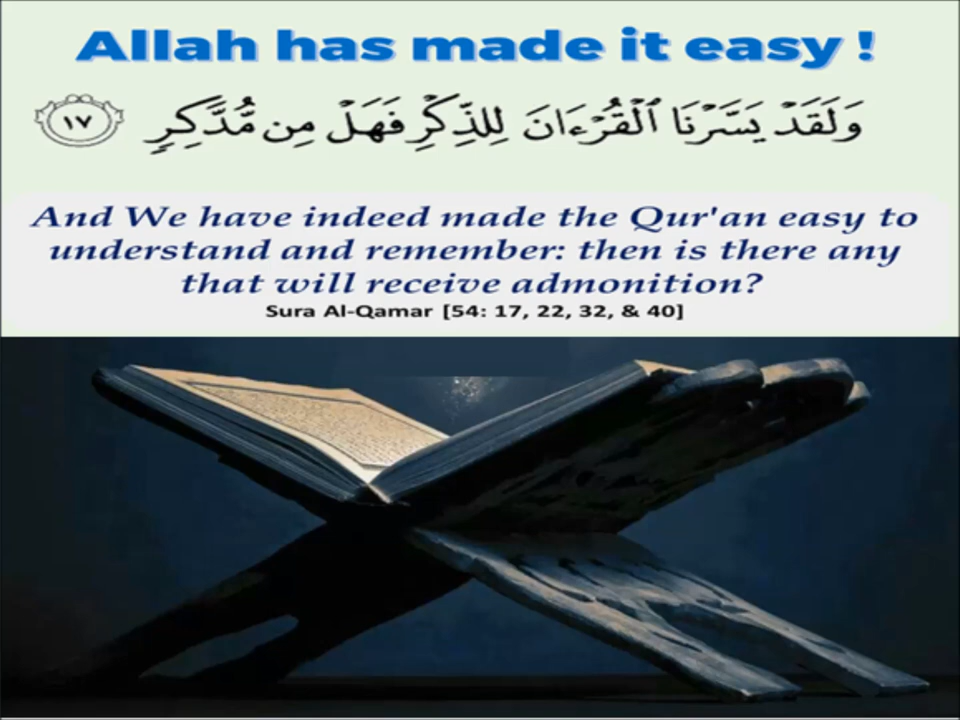 Allah has made it easy !
وَلَقَدْ يَسَّرْنَا ٱلْقُرْءَانَ لِلذِّكْرِ فَهَلْ مِن مُّدَّكِرٍ ١٧
And We have indeed made the Qur'an easy to
understand and remember: then is there any
that will receive admonition?
Sura Al-Qamar [54: 17, 22, 32, & 40]